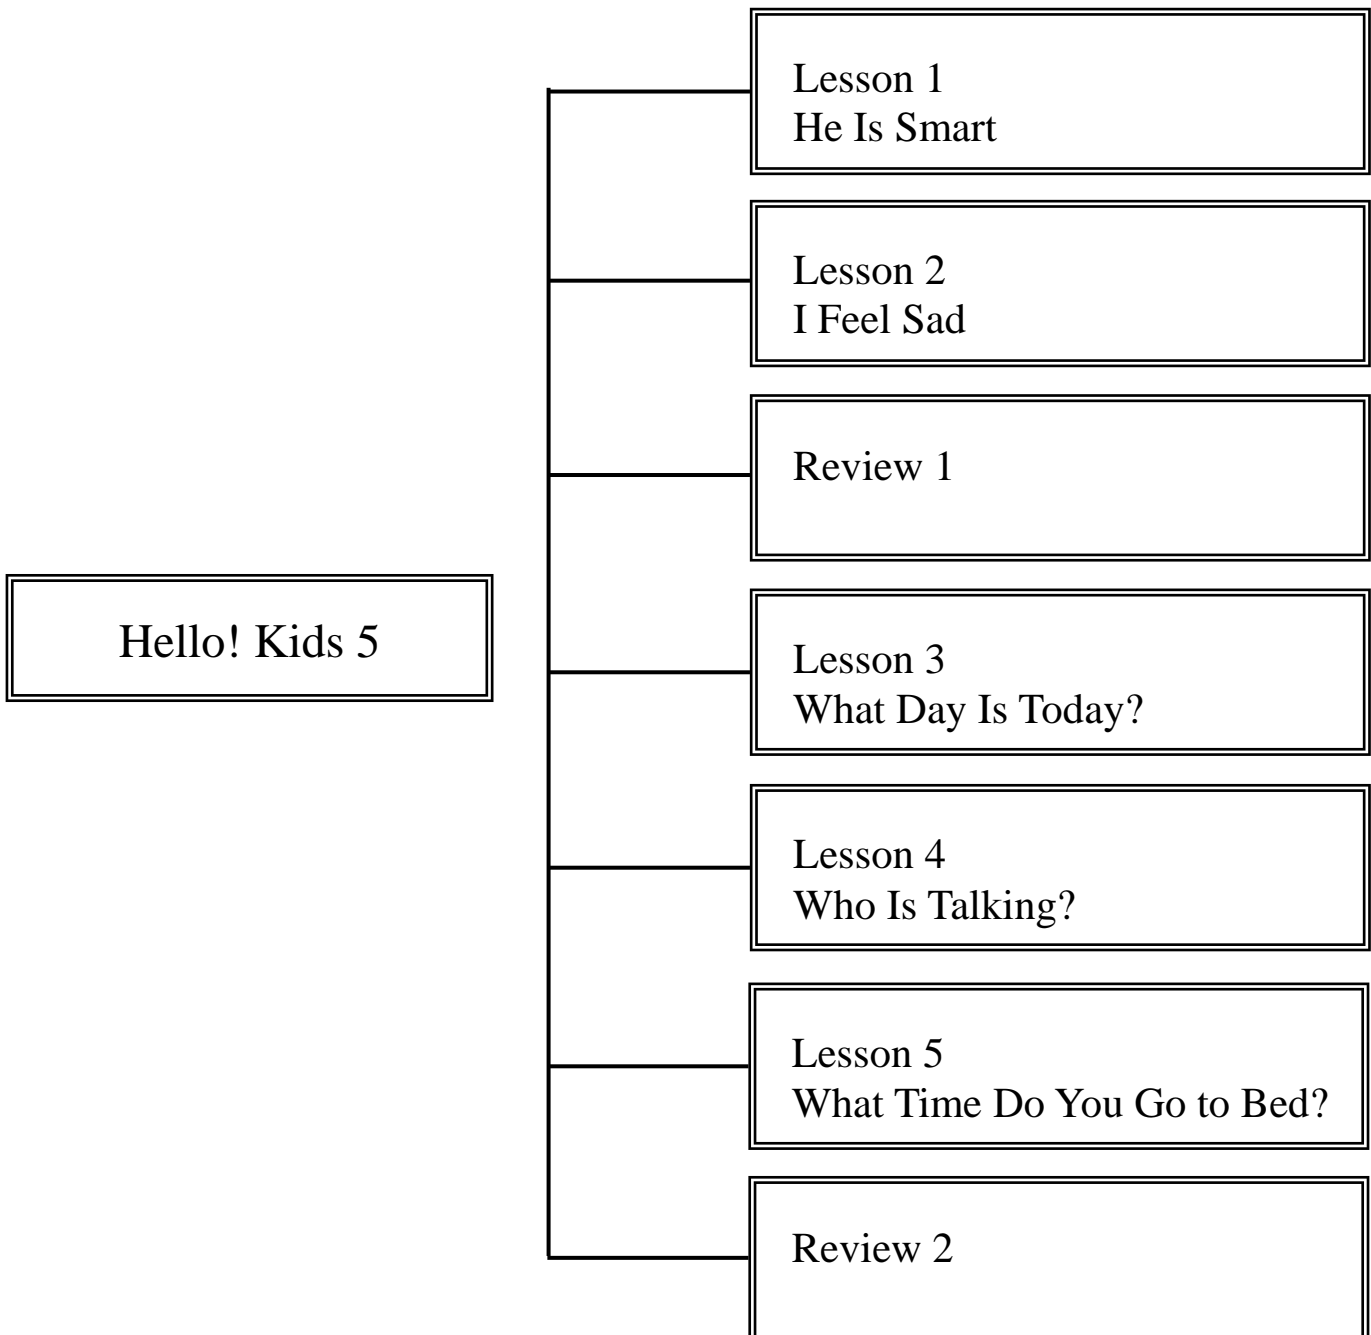 Hello! Kids 5
Lesson 1
He Is Smart
Lesson 2
I Feel Sad
Review 1
Lesson 3
What Day Is Today?
Lesson 4
Who Is Talking?
Lesson 5
What Time Do You Go to Bed?
Review 2